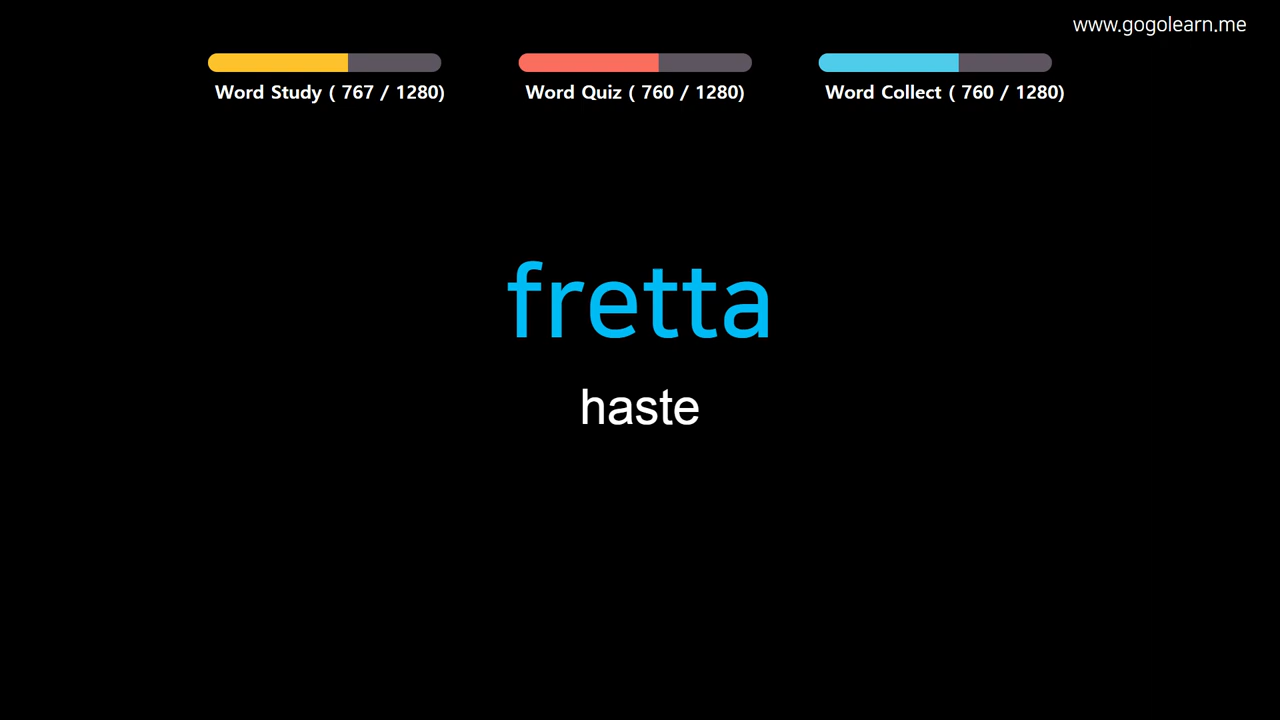 www.gogolearn.me
Word Study ( 767 / 1280)
Word Quiz ( 760 / 1280)
Word Collect ( 760 / 1280)
fretta
haste